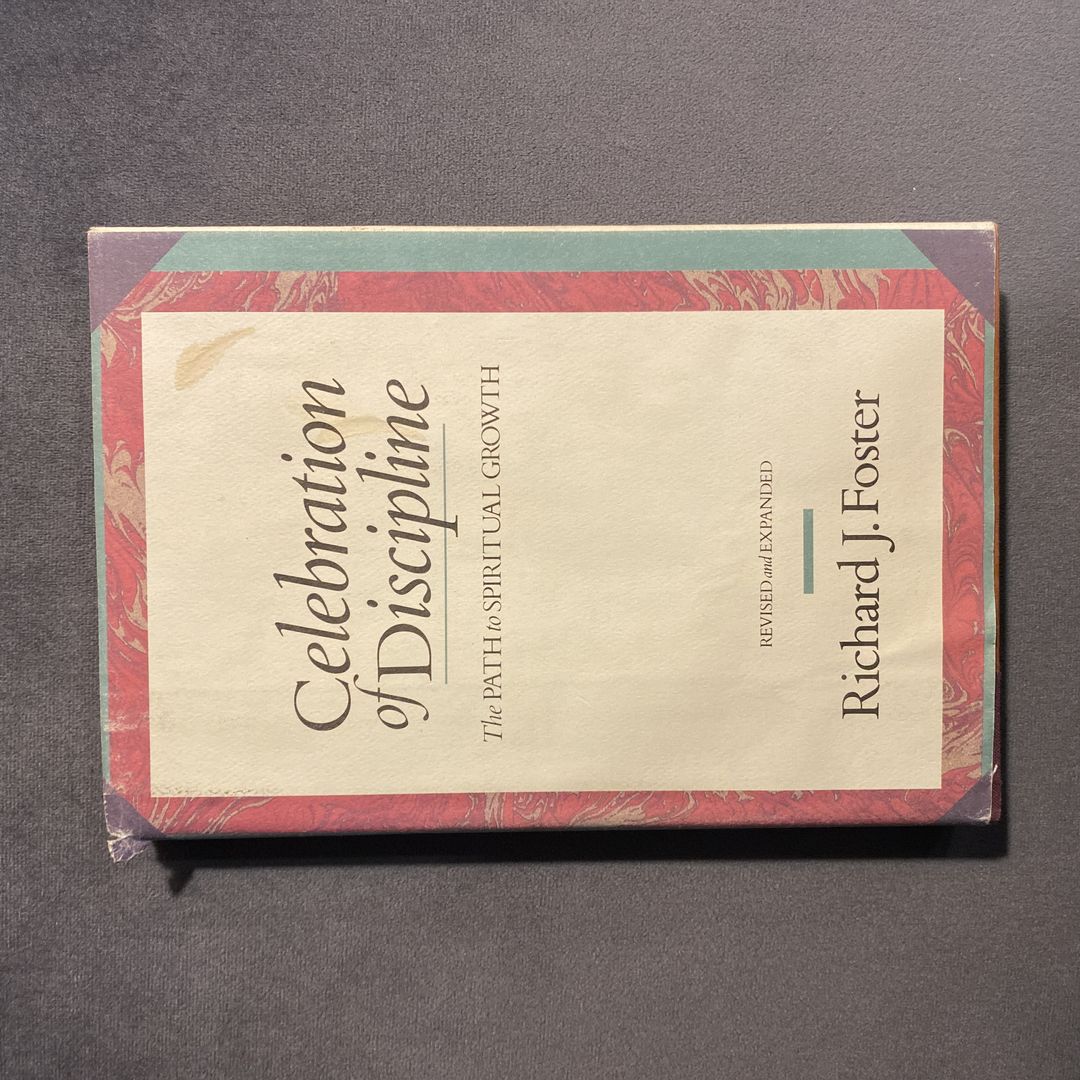 Celebration
of Discipline
The PATH to SPIRITUAL GROWTH
REVISED and EXPANDED
Richard J. Foster